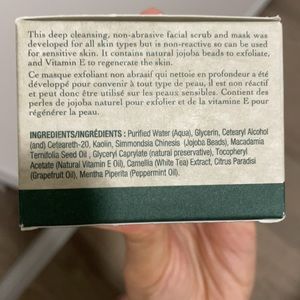 This deep cleansing, non-abrasive facial scrub and mask was
developed for all skin types but is non-reactive so can be used
for sensitive skin. It contains natural jojoba beads to exfoliate,
and Vitamin E to regenerate the skin.
Ce masque exfoliant non abrasif qui nettoie en profondeur a été
développé pour convenir à tout type de peau, il est non réactif
et peut donc être utilisé sur les peaux sensibles. Contient des
perles de jojoba naturel pour exfolier et de la vitamine E pour
régénérer la peau.
INGREDIENTS/INGRÉDIENTS : Purified Water (Aqua), Glycerin, Cetearyl Alcohol
(and) Ceteareth-20, Kaolin, Simmondsia Chinesis (Jojoba Beads), Macadamia
Ternifolia Seed Oil , Glyceryl Caprylate (natural preservative), Tocopheryl
Acetate (Natural Vitamin E Oil), Camellia (White Tea) Extract, Citrus Paradisi
(Grapefruit Oil), Mentha Piperita (Peppermint Oil).